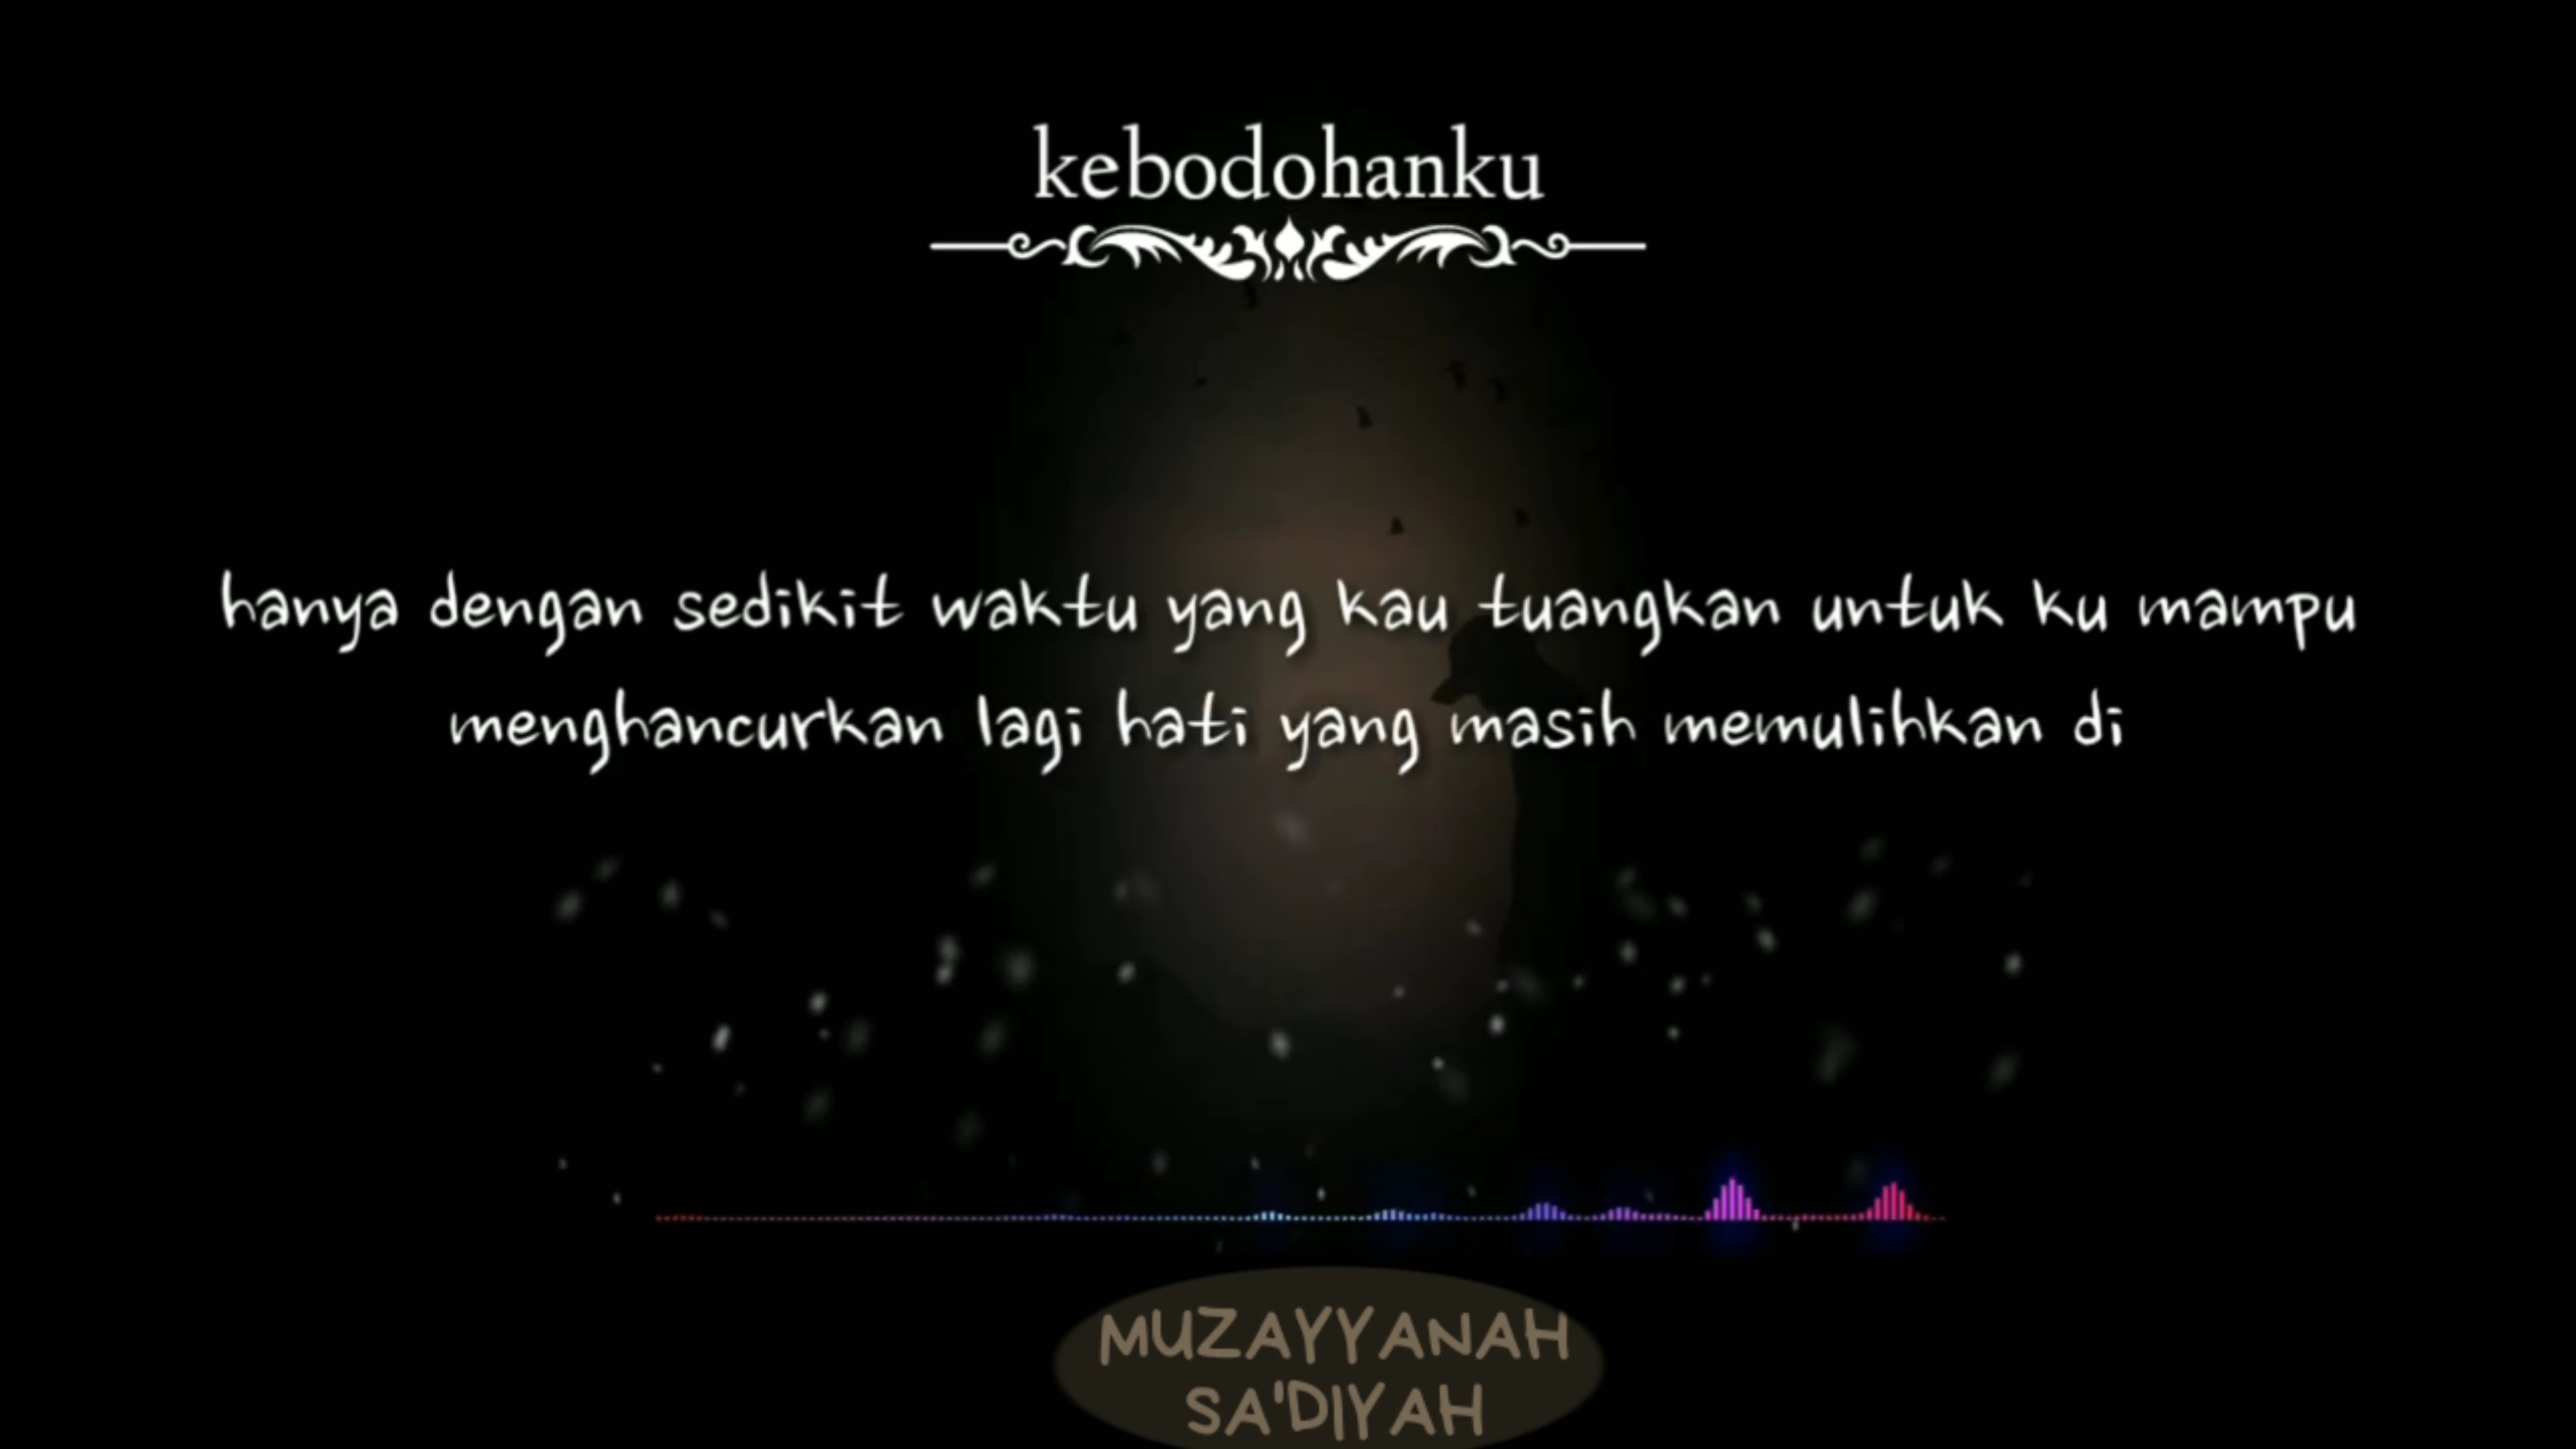 kebodohanku
hanya dengan sedikit waktu yang kau tuangkan untuk ku mampu
menghancurkan lagi hati yang masih memulihkan di
MUZAYYANAH
SA'DIYAH